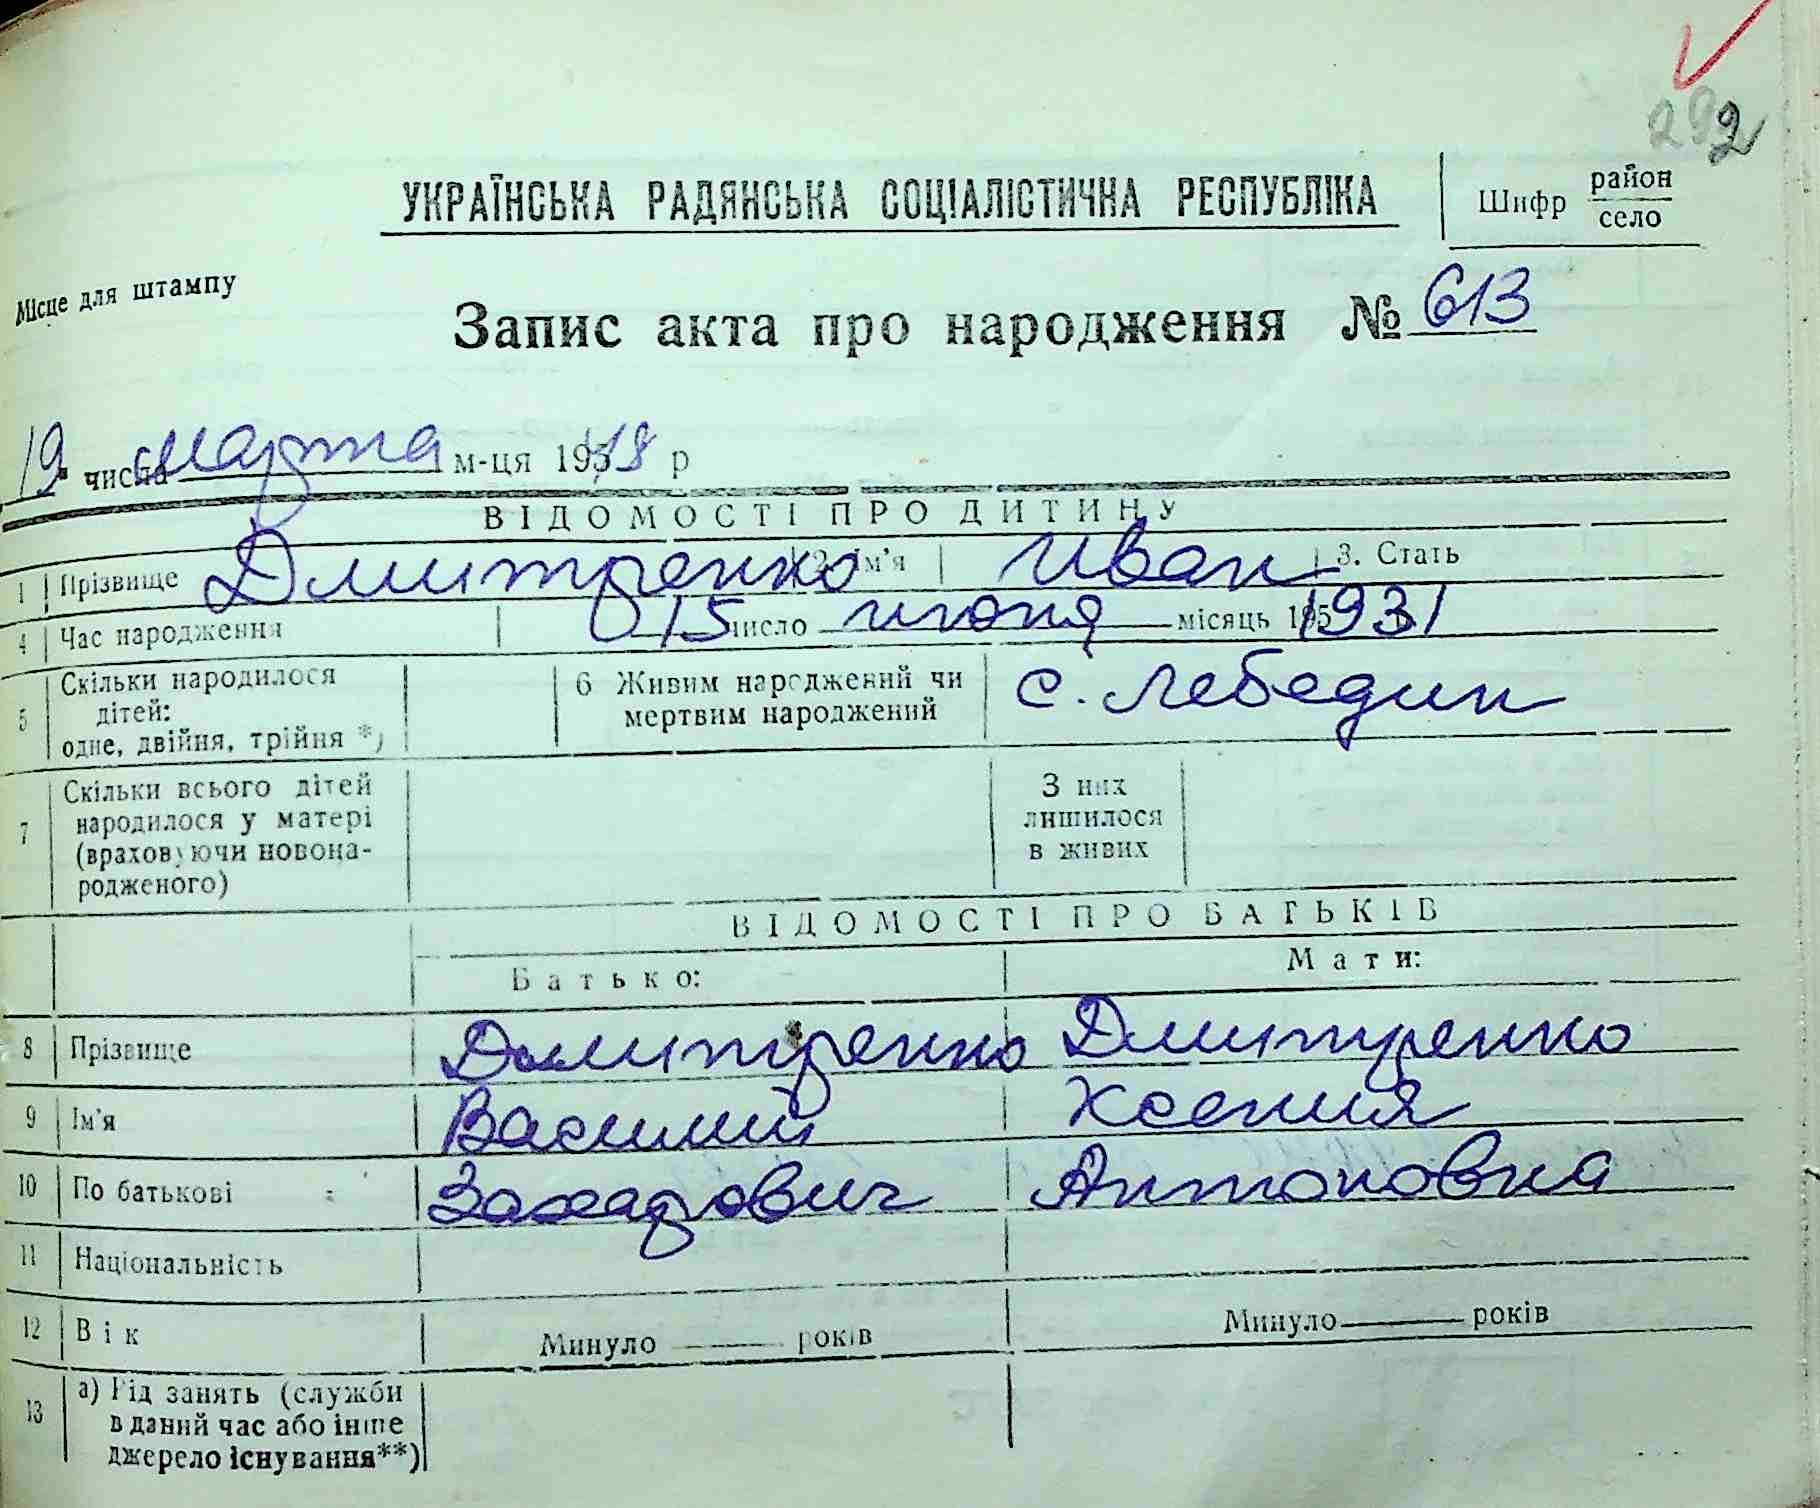 292
УКРАЇНСЬКА РАДЯНСЬКА СОЦІАЛІСТИЧНА РЕСПУБЛІКА
Шифр район
село
Місце для штампу
Запис акта про народження № 613
19 числа марта м-ця 195 р
ВІДОМОСТІ ПРО ДИТИНУ
1 Прізвище Дмитренко 2. Ім'я Иван 3. Стать
4 Час народження 15 число июня місяць 195 1931
5 Скільки народилося дітей: одне, двійня, трійня *) 6 Живим народжений чи мертвим народжений с. Лебедин
7 Скільки всього дітей народилося у матері (враховуючи новонародженого) З них лишилося в живих
ВІДОМОСТІ ПРО БАТЬКІВ
Батько: Мати:
8 Прізвище Дмитренко Дмитренко
9 Ім'я Василий Ксения
10 По батькові Захарович Антоновна
11 Національність
12 Вік Минуло років Минуло років
13 а) Рід занять (служби
в даний час або інше
джерело існування**)